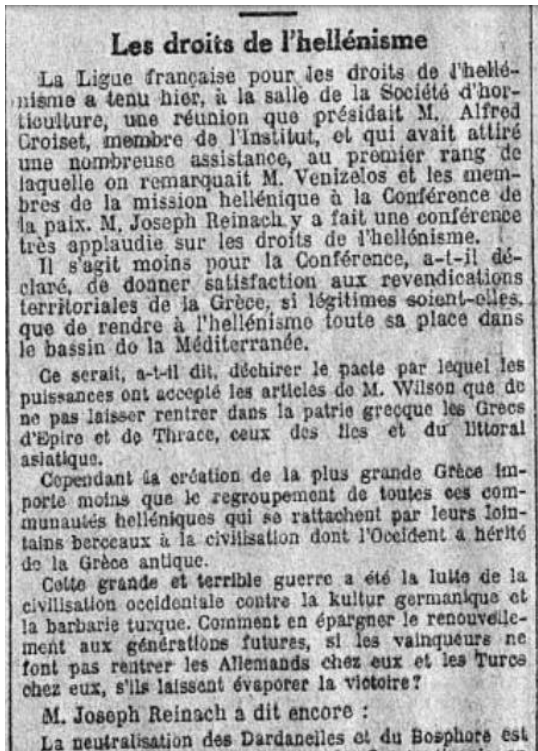 Les droits de l'hellénisme
La Ligue française pour les droits de l'hellé-
nisme a tenu hier, à la salle de la Société d'hor-
ticulture, une réunion que présidait M. Alfred
Croiset, membre de l'Institut, et qui avait attiré
une nombreuse assistance, au premier rang de
laquelle on remarquait M. Venizelos et les mem-
bres de la mission hellénique à la Conférence de
la paix. M. Joseph Reinach y a fait une conférence
très applaudie sur les droits de l'hellénisme.
Il s'agit moins pour la Conférence, a-t-il dé-
claré, de donner satisfaction aux revendications
territoriales de la Grèce, si légitimes soient-elles,
que de rendre à l'hellénisme toute sa place dans
le bassin de la Méditerranée.
Ce serait, a-t-il dit, déchirer le pacte par lequel les
puissances ont accepté les articles de M. Wilson que de
ne pas laisser rentrer dans la patrie grecque les Grecs
d'Epire et de Thrace, ceux des îles et du littoral
asiatique.
Cependant la création de la plus grande Grèce im-
porte moins que le regroupement de toutes ces com-
munautés helléniques qui se rattachent par leurs loin-
tains berceaux à la civilisation dont l'Occident a hérité
de la Grèce antique.
Cette grande et terrible guerre a été la lutte de la
civilisation occidentale contre la kultur germanique et
la barbarie turque. Comment en épargner le renouvelle-
ment aux générations futures, si les vainqueurs ne
font pas rentrer les Allemands chez eux et les Turcs
chez eux, s'ils laissent évaporer la victoire ?
M. Joseph Reinach a dit encore :
La neutralisation des Dardanelles et du Bosphore est